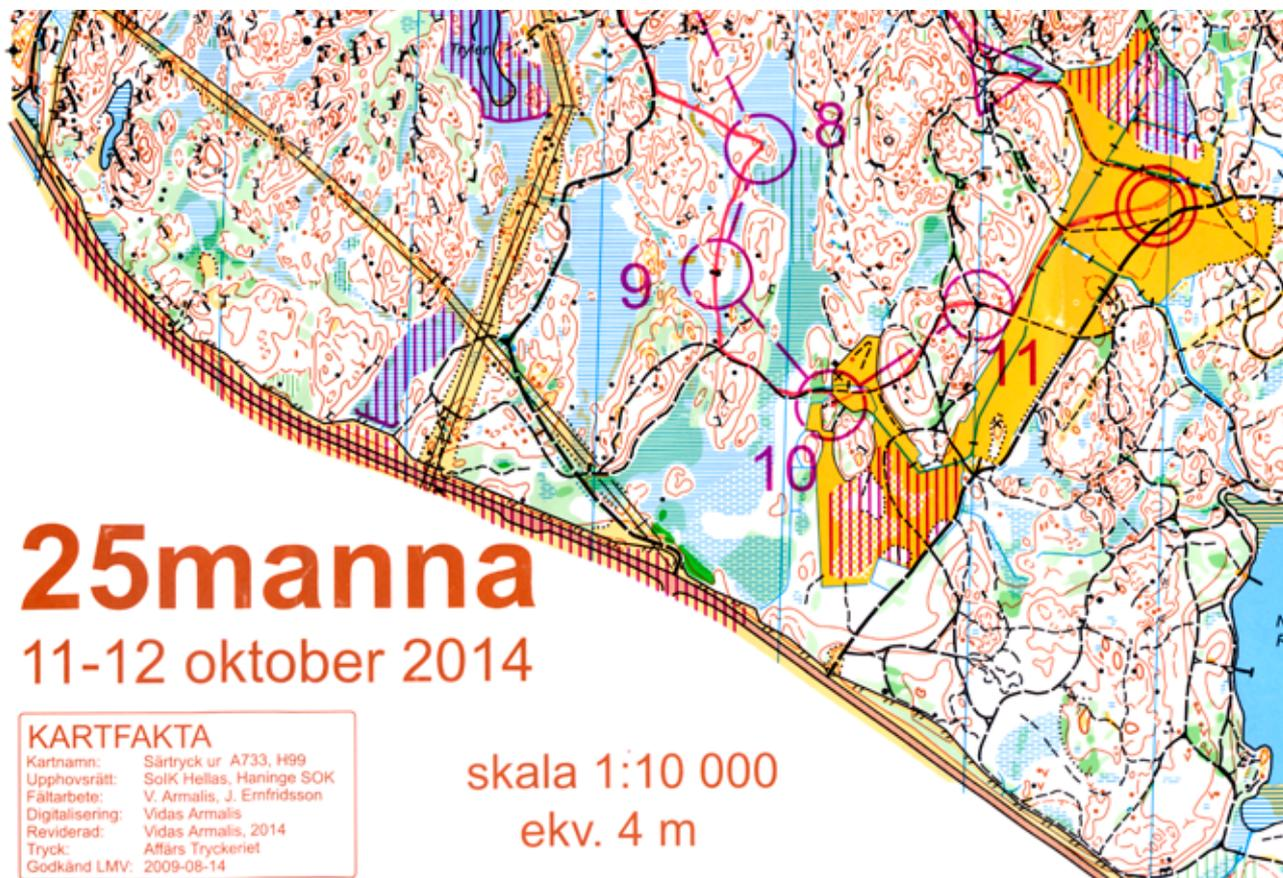 Trylen
8
9
11
10
25manna
11-12 oktober 2014
KARTFAKTA
Kartnamn: Särtryck ur A733, H99
Upphovsrätt: SolK Hellas, Haninge SOK
Fältarbete: V. Armalis, J. Ernfridsson
Digitalisering: Vidas Armalis
Reviderad: Vidas Armalis, 2014
Tryck: Affärs Tryckeriet
Godkänd LMV: 2009-08-14
skala 1:10 000
ekv. 4 m